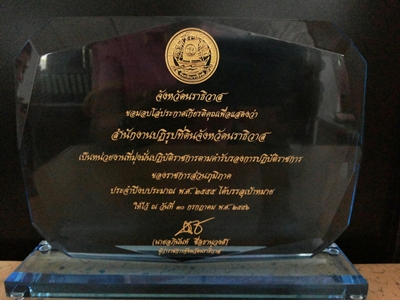 จังหวัดนราธิวาส
ขอมอบโล่ประกาศเกียรติคุณเพื่อแสดงว่า
สำนักงานปฏิรูปที่ดินจังหวัดนราธิวาส
เป็นหน่วยงานที่มุ่งมั่นปฏิบัติราชการตามคำรับรองการปฏิบัติราชการ
ของราชการส่วนภูมิภาค
ประจำปีงบประมาณ พ.ศ. ๒๕๕๕ ได้บรรลุเป้าหมาย
ให้ไว้ ณ วันที่ ๓๐ กรกฎาคม พ.ศ. ๒๕๕๖
ผู้ว่าราชการจังหวัดนราธิวาส